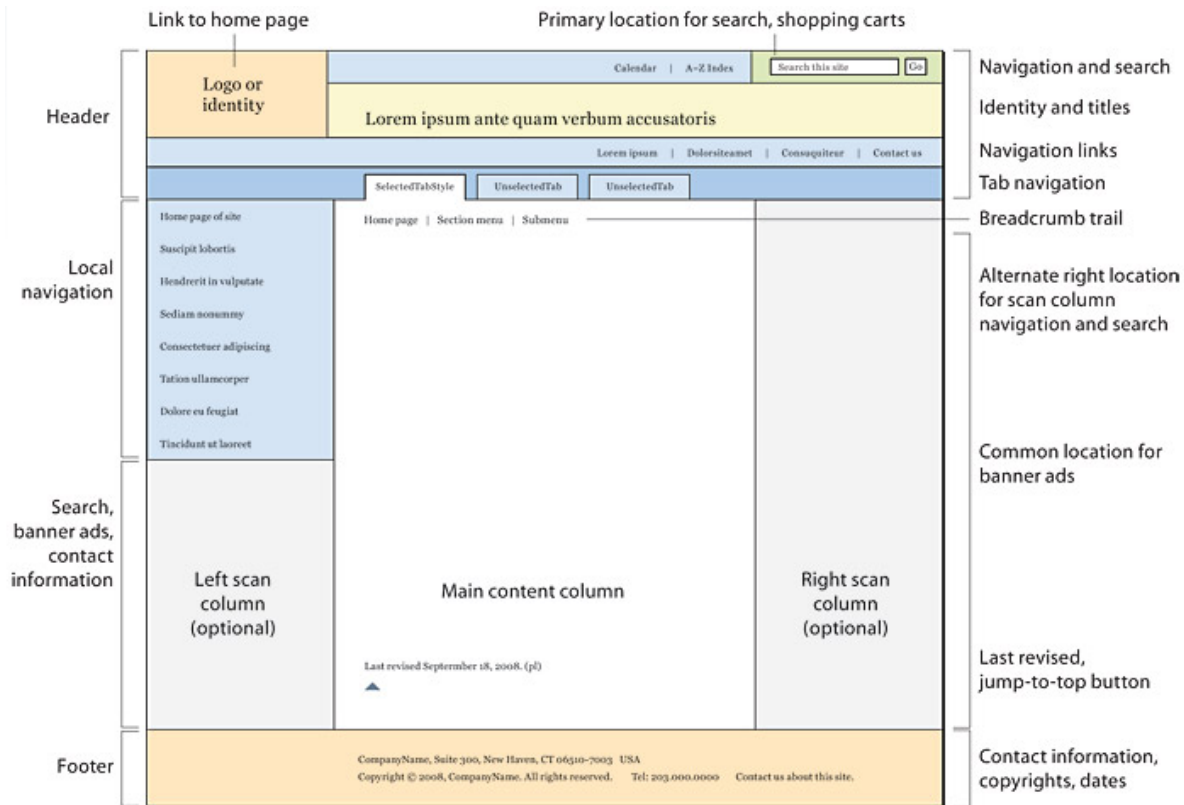 Link to home page
Primary location for search, shopping carts
Header
Logo or
identity
Calendar | A–Z Index
Search this site
Go
Navigation and search
Lorem ipsum ante quam verbum accusatoris
Identity and titles
Lorem ipsum | Dolorsiteamet | Consuquiteur | Contact us
Navigation links
SelectedTabStyle
UnselectedTab
UnselectedTab
Tab navigation
Local
navigation
Home page of site
Suscipit lobortis
Hendrerit in vulputate
Sediam nonummy
Consectetuer adipiscing
Tation ullamcorper
Dolore eu feugiat
Tincidunt ut laoreet
Home page | Section menu | Submenu
Breadcrumb trail
Alternate right location
for scan column
navigation and search
Common location for
banner ads
Search,
banner ads,
contact
information
Left scan
column
(optional)
Main content column
Right scan
column
(optional)
Last revised Septermber 18, 2008. (pl)
Last revised,
jump-to-top button
Footer
CompanyName, Suite 300, New Haven, CT 06510-7003 USA
Copyright © 2008, CompanyName. All rights reserved. Tel: 203.000.0000 Contact us about this site.
Contact information,
copyrights, dates